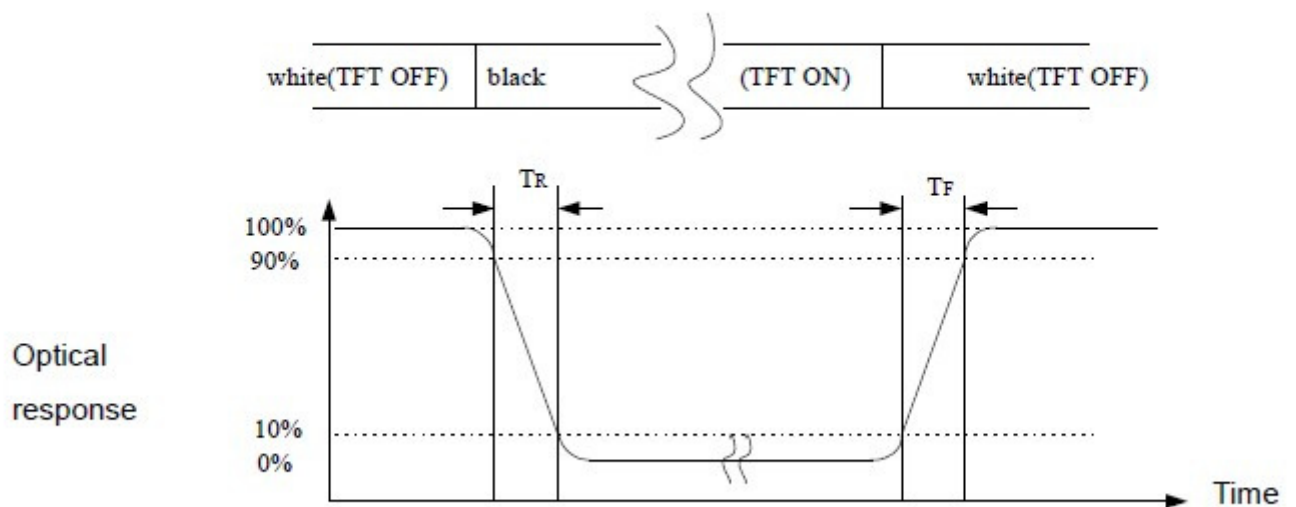 white(TFT OFF) black (TFT ON) white(TFT OFF)
TR TF
100%
90%
Optical
response
10%
0%
Time